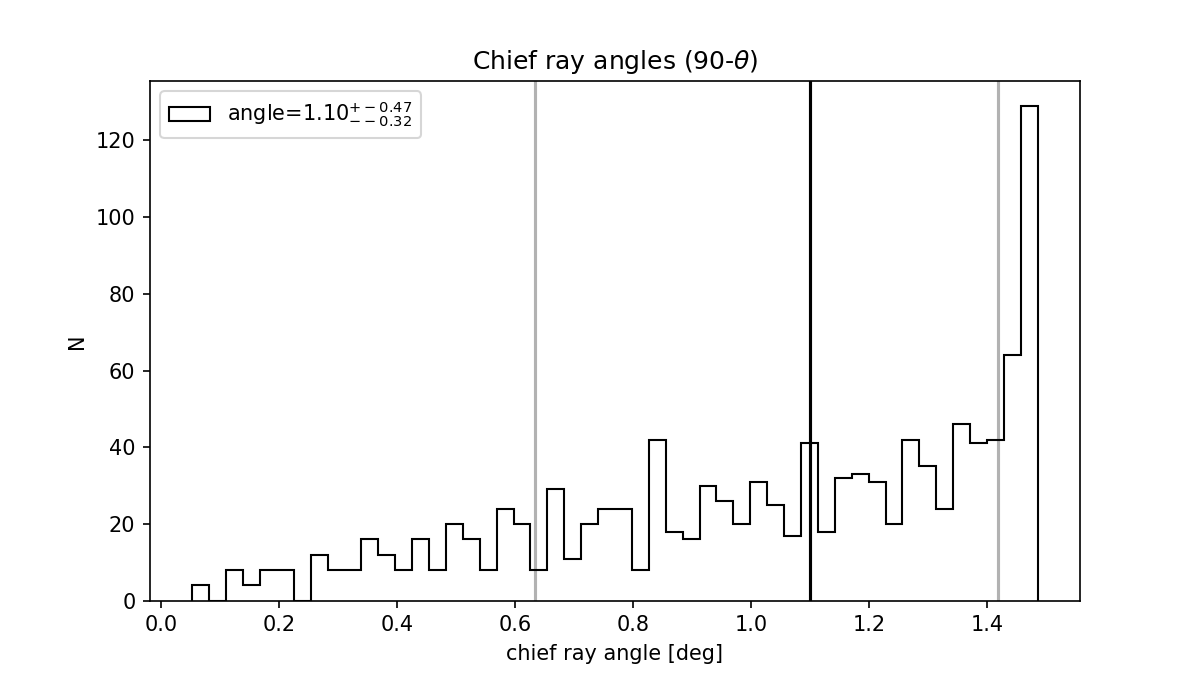 Chief ray angles (90-θ)
angle=1.10^{+−0.47}_{−−0.32}
120
100
80
60
40
20
0
N
0.0 0.2 0.4 0.6 0.8 1.0 1.2 1.4
chief ray angle [deg]